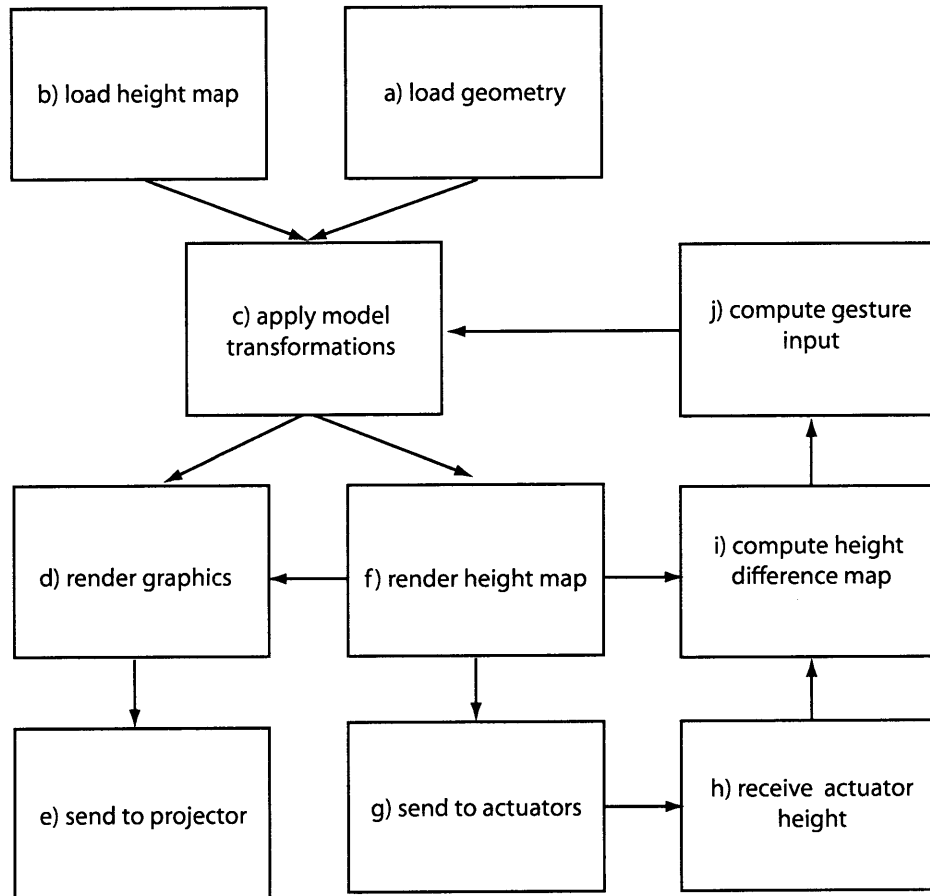 b) load height map
a) load geometry
c) apply model
transformations
j) compute gesture
input
d) render graphics
f) render height map
i) compute height
difference map
e) send to projector
g) send to actuators
h) receive actuator
height